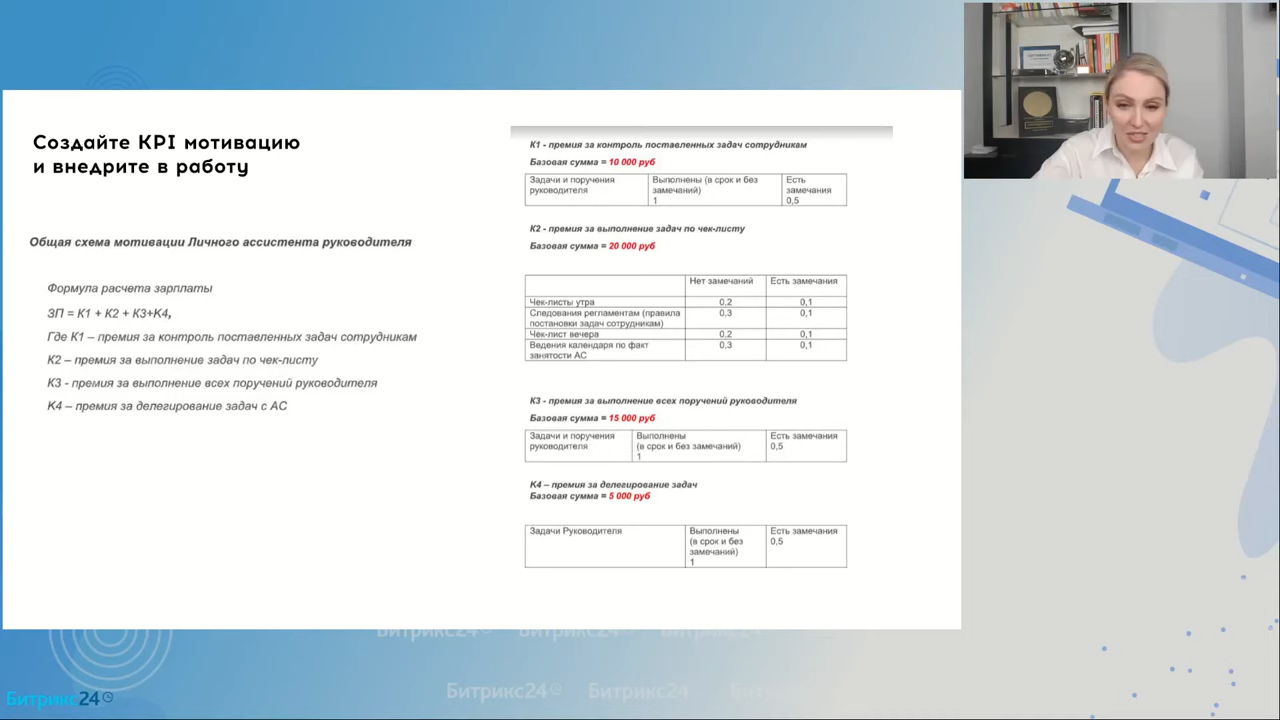 Создайте KPI мотивацию
и внедрите в работу
Общая схема мотивации Личного ассистента руководителя
Формула расчета зарплаты
ЗП = К1 + К2 + К3+К4,
Где К1 – премия за контроль поставленных задач сотрудникам
К2 – премия за выполнение задач по чек-листу
К3 - премия за выполнение всех поручений руководителя
К4 – премия за делегирование задач с АС
К1 - премия за контроль поставленных задач сотрудникам
Базовая сумма = 10 000 руб
Задачи и поручения
руководителя
Выполнены (в срок и без
замечаний)
1
Есть
замечания
0,5
К2 - премия за выполнение задач по чек-листу
Базовая сумма = 20 000 руб
Нет замечаний Есть замечания
Чек-листы утра 0,2 0,1
Следования регламентам (правила 0,3 0,1
постановки задач сотрудникам)
Чек-лист вечера 0,2 0,1
Ведения календаря по факту 0,3 0,1
занятости АС
К3 - премия за выполнение всех поручений руководителя
Базовая сумма = 15 000 руб
Задачи и поручения
руководителя
Выполнены
(в срок и без замечаний)
1
Есть замечания
0,5
К4 – премия за делегирование задач
Базовая сумма = 5 000 руб
Задачи Руководителя
Выполнены
(в срок и без
замечаний)
1
Есть замечания
0,5
Битрикс24 Битрикс24 Битрикс24
Битрикс24 Битрикс24
Битрикс24